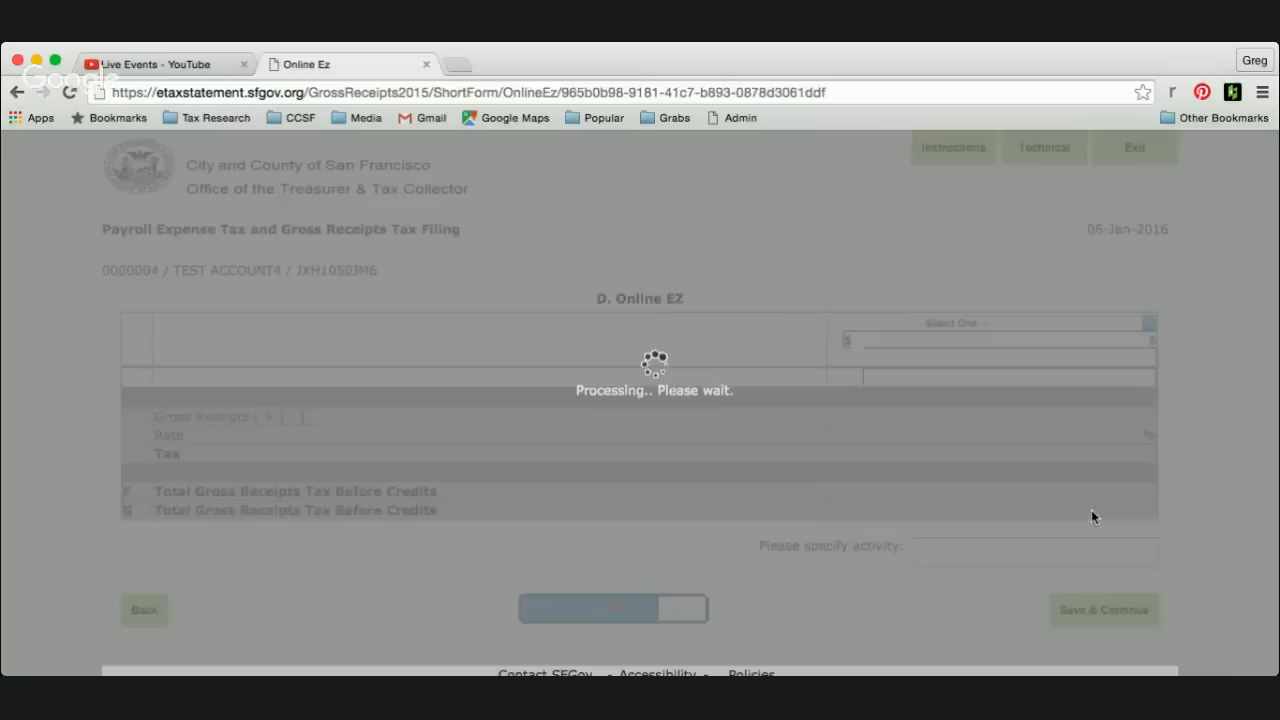 Live Events - YouTube
Online Ez
Greg
Google
https://etaxstatement.sfgov.org/GrossReceipts2015/ShortForm/OnlineEz/965b0b98-9181-41c7-b893-0878d3061ddf
Apps Bookmarks Tax Research CCSF Media Gmail Google Maps Popular Grabs Admin Other Bookmarks
Instructions Technical Exit
City and County of San Francisco
Office of the Treasurer & Tax Collector
Payroll Expense Tax and Gross Receipts Tax Filing 06-Jan-2016
0000004 / TEST ACCOUNT4 / JXH1050JM6
D. Online EZ
Select One -
$ $
Processing.. Please wait.
Gross Receipts ( > ) - (
Rate %
Tax
F Total Gross Receipts Tax Before Credits
G Total Gross Receipts Tax Before Credits
Please specify activity:
Back Save & Continue
Contact SFGov - Accessibility - Policies